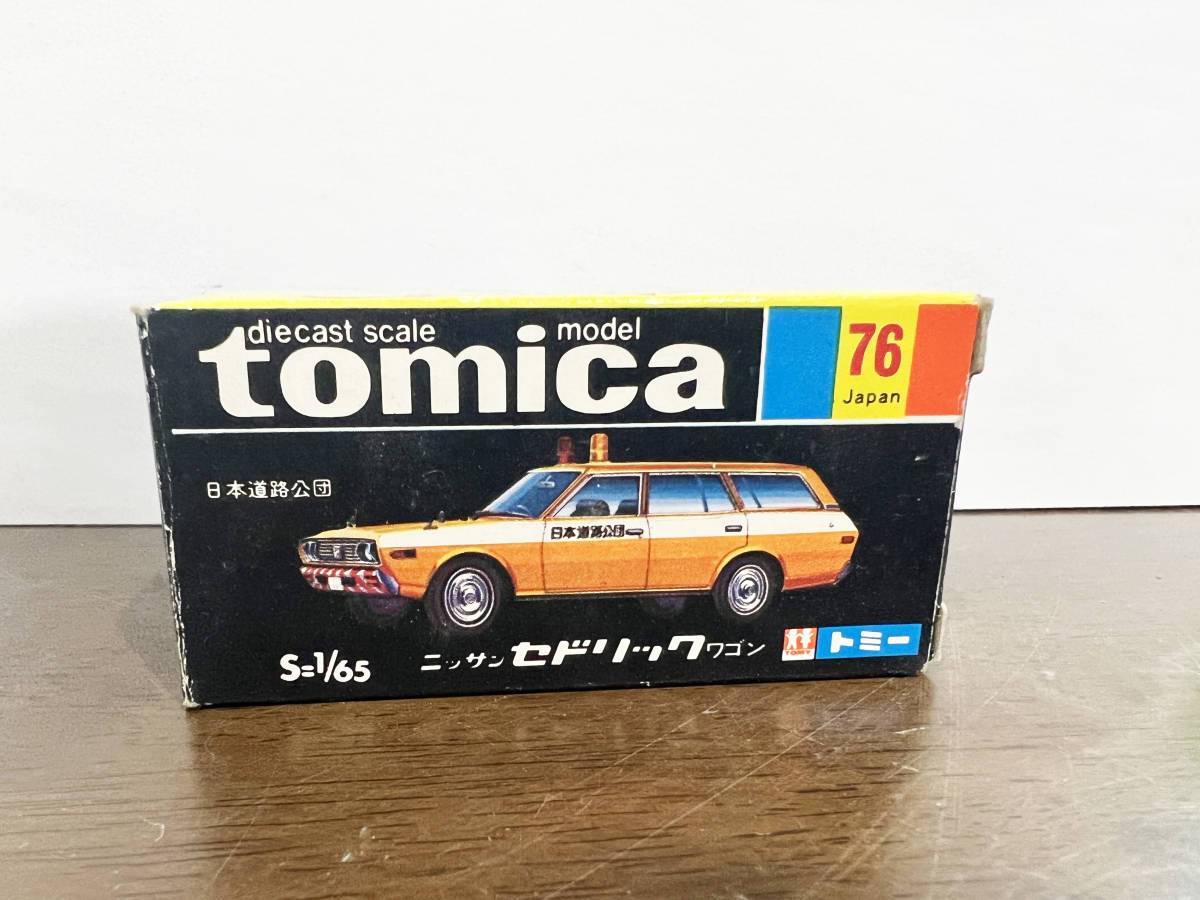 diecast scale model
tomica
76
Japan
日本道路公団
日本道路公団
S=1/65
ニッサン セドリック ワゴン
TOMY
トミー